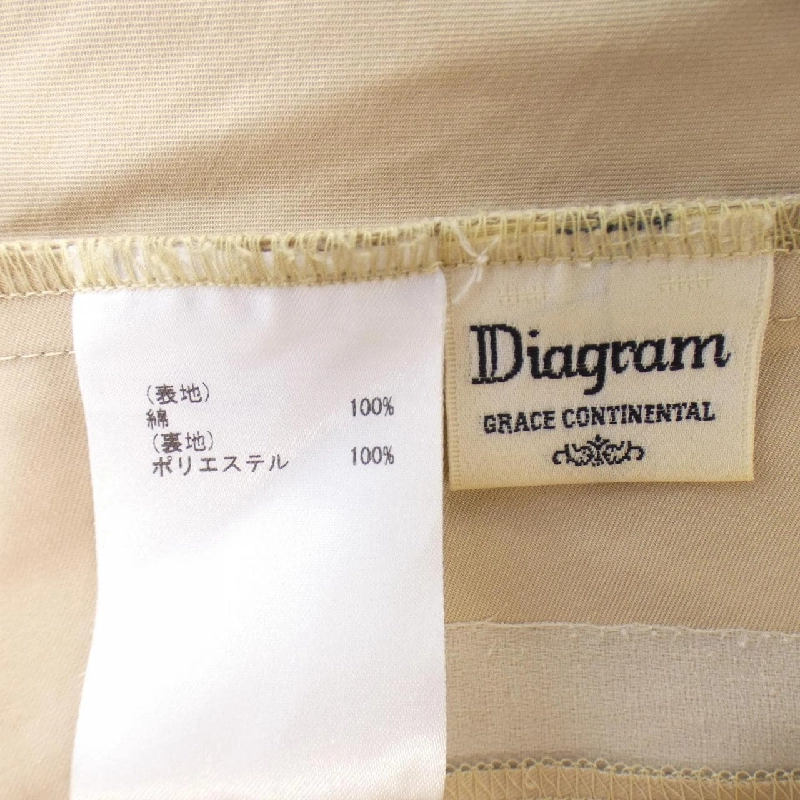 (表地)
綿 100%
(裏地)
ポリエステル 100%
Diagram
GRACE CONTINENTAL